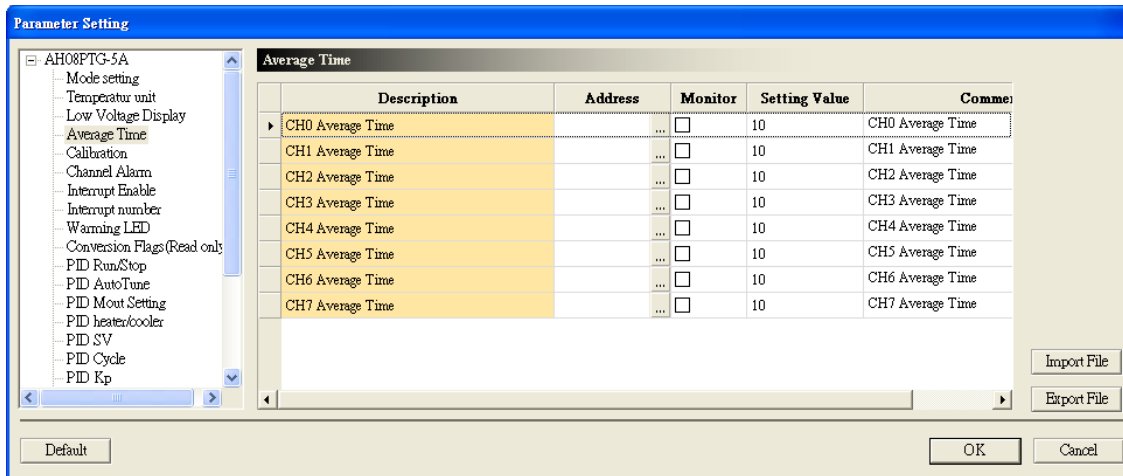 Parameter Setting
AH08PTG-5A
Mode setting
Temperatur unit
Low Voltage Display
Average Time
Calibration
Channel Alarm
Interrupt Enable
Interrupt number
Warming LED
Conversion Flags(Read only
PID Run/Stop
PID AutoTune
PID Mout Setting
PID heater/cooler
PID SV
PID Cycle
PID Kp
Average Time
Description Address Monitor Setting Value Commer
CH0 Average Time ... 10 CH0 Average Time
CH1 Average Time ... 10 CH1 Average Time
CH2 Average Time ... 10 CH2 Average Time
CH3 Average Time ... 10 CH3 Average Time
CH4 Average Time ... 10 CH4 Average Time
CH5 Average Time ... 10 CH5 Average Time
CH6 Average Time ... 10 CH6 Average Time
CH7 Average Time ... 10 CH7 Average Time
Import File
Export File
Default OK Cancel